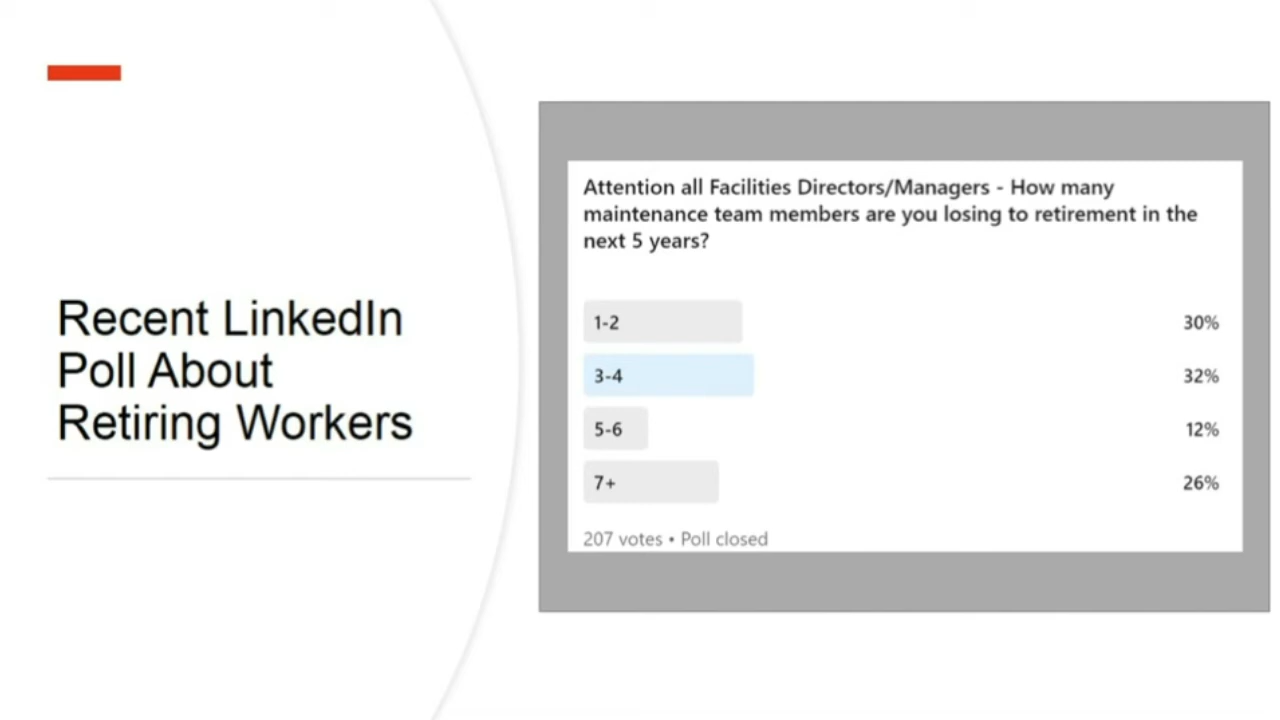 Recent LinkedIn
Poll About
Retiring Workers
Attention all Facilities Directors/Managers - How many
maintenance team members are you losing to retirement in the
next 5 years?
1-2 30%
3-4 32%
5-6 12%
7+ 26%
207 votes • Poll closed